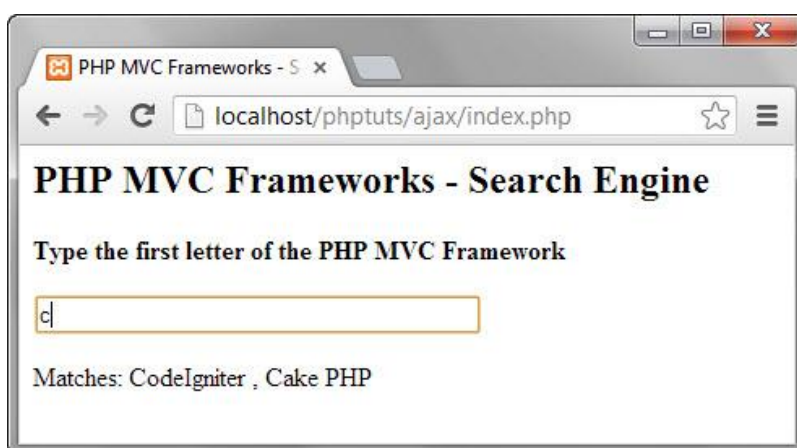 PHP MVC Frameworks - S
localhost/phptuts/ajax/index.php
PHP MVC Frameworks - Search Engine
Type the first letter of the PHP MVC Framework
c
Matches: CodeIgniter , Cake PHP